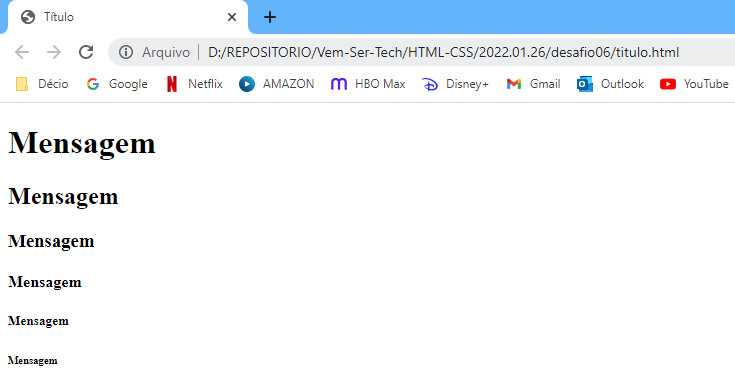 Título
Arquivo | D:/REPOSITORIO/Vem-Ser-Tech/HTML-CSS/2022.01.26/desafio06/titulo.html
Décio Google Netflix AMAZON HBO Max Disney+ Gmail Outlook YouTube
Mensagem
Mensagem
Mensagem
Mensagem
Mensagem
Mensagem